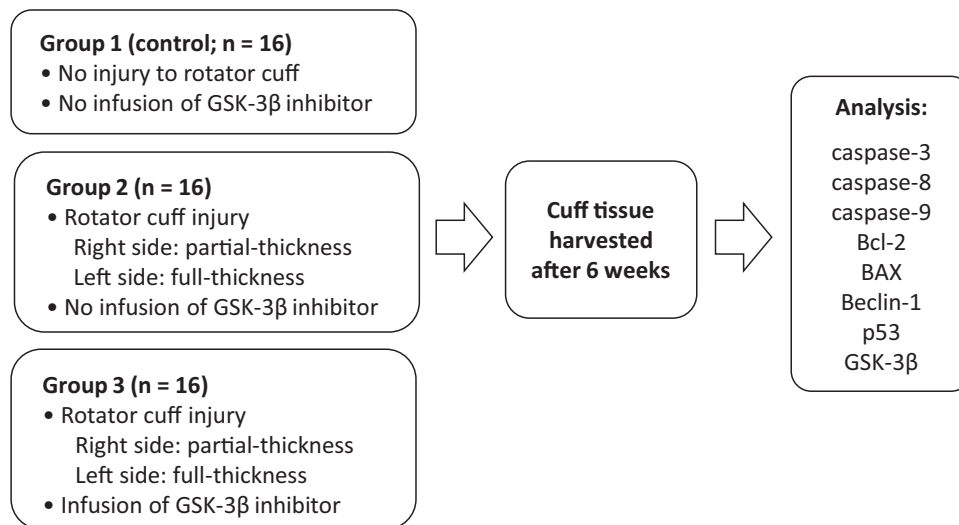 Group 1 (control; n = 16)
• No injury to rotator cuff
• No infusion of GSK-3β inhibitor
Group 2 (n = 16)
• Rotator cuff injury
Right side: partial-thickness
Left side: full-thickness
• No infusion of GSK-3β inhibitor
Group 3 (n = 16)
• Rotator cuff injury
Right side: partial-thickness
Left side: full-thickness
• Infusion of GSK-3β inhibitor
Cuff tissue
harvested
after 6 weeks
Analysis:
caspase-3
caspase-8
caspase-9
Bcl-2
BAX
Beclin-1
p53
GSK-3β